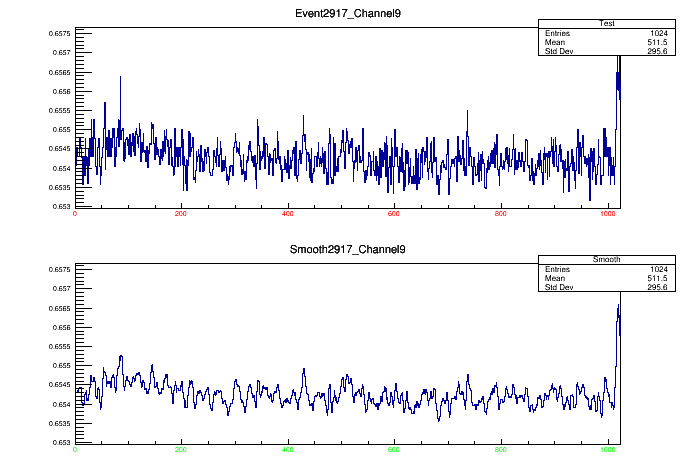 Event2917_Channel9
Test
Entries 1024
Mean 511.5
Std Dev 295.6
0.6575
0.657
0.6565
0.656
0.6555
0.655
0.6545
0.654
0.6535
0.653
0 200 400 600 800 1000
Smooth2917_Channel9
Smooth
Entries 1024
Mean 511.5
Std Dev 295.6
0.6575
0.657
0.6565
0.656
0.6555
0.655
0.6545
0.654
0.6535
0.653
0 200 400 600 800 1000